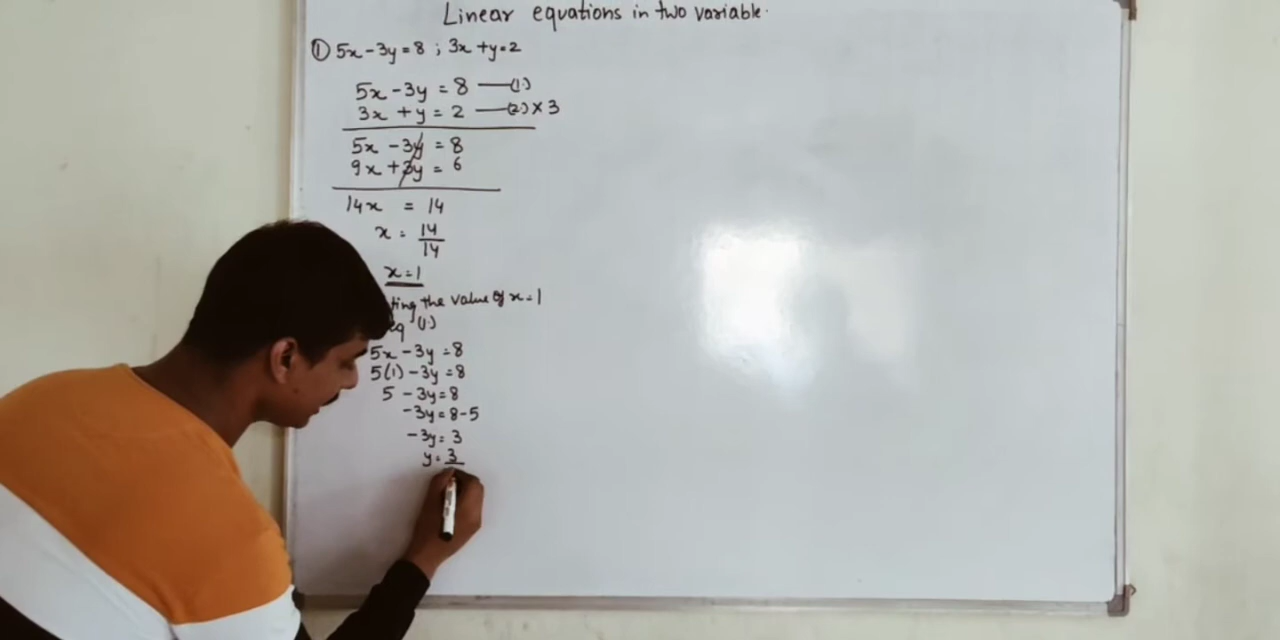 Linear equations in two variable.
① 5x - 3y = 8 ; 3x + y = 2
5x - 3y = 8 —(1.)
3x + y = 2 —(2.) × 3
5x - 3y = 8
9x + 3y = 6
14x = 14
x = 14/14
x = 1
ting the value of x = 1
eq (1.)
5x - 3y = 8
5(1) - 3y = 8
5 - 3y = 8
-3y = 8 - 5
-3y = 3
y = 3